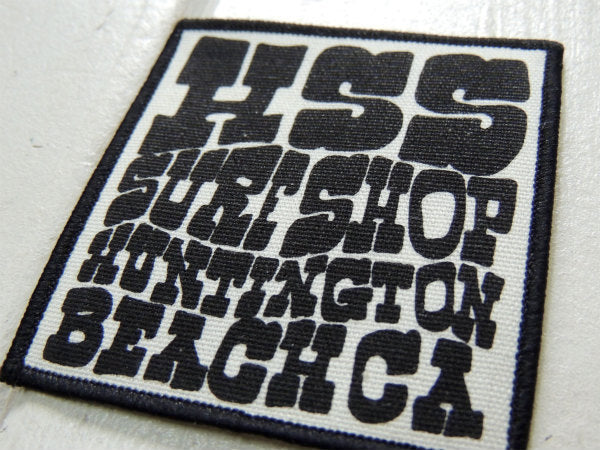 HSS
SURF SHOP
HUNTINGTON
BEACH CA